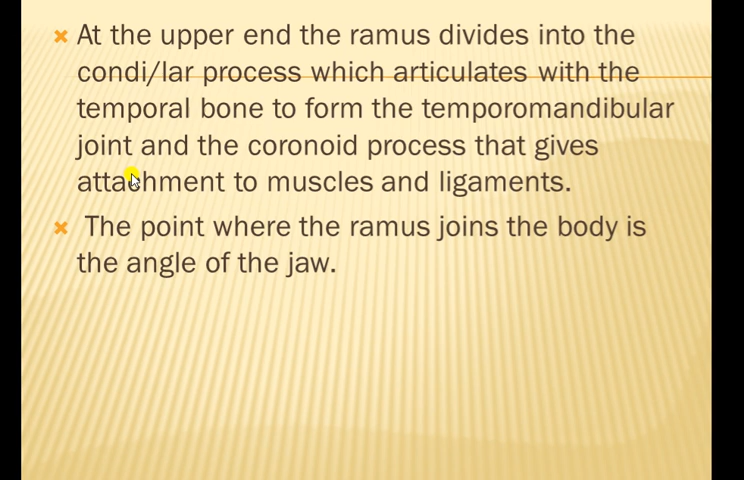 At the upper end the ramus divides into the
condi/lar process which articulates with the
temporal bone to form the temporomandibular
joint and the coronoid process that gives
attachment to muscles and ligaments.
The point where the ramus joins the body is
the angle of the jaw.